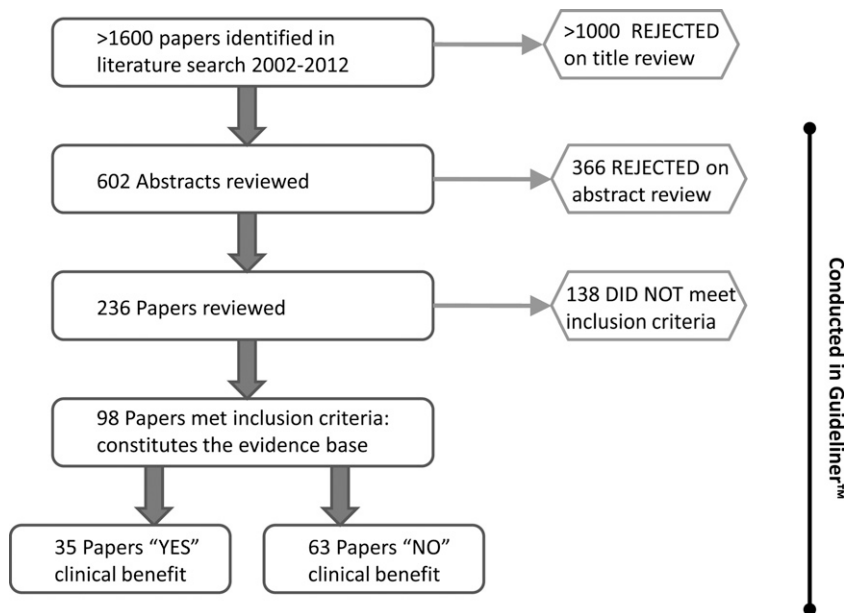 >1600 papers identified in
literature search 2002-2012
>1000 REJECTED
on title review
602 Abstracts reviewed
366 REJECTED on
abstract review
236 Papers reviewed
138 DID NOT meet
inclusion criteria
98 Papers met inclusion criteria:
constitutes the evidence base
35 Papers “YES”
clinical benefit
63 Papers “NO”
clinical benefit
Conducted in Guideliner™